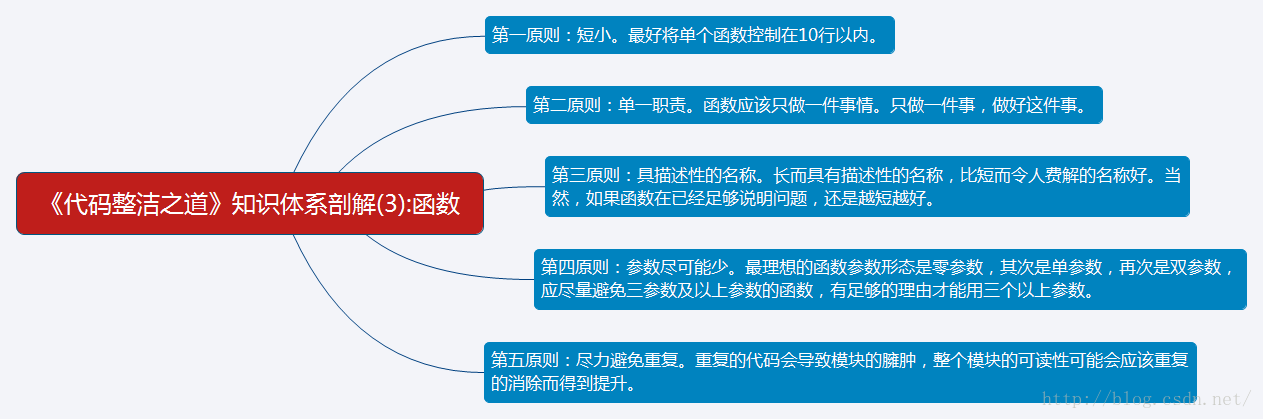 《代码整洁之道》知识体系剖解(3):函数
第一原则：短小。最好将单个函数控制在10行以内。
第二原则：单一职责。函数应该只做一件事情。只做一件事，做好这件事。
第三原则：具描述性的名称。长而具有描述性的名称，比短而令人费解的名称好。当
然，如果函数在已经足够说明问题，还是越短越好。
第四原则：参数尽可能少。最理想的函数参数形态是零参数，其次是单参数，再次是双参数，
应尽量避免三参数及以上参数的函数，有足够的理由才能用三个以上参数。
第五原则：尽力避免重复。重复的代码会导致模块的臃肿，整个模块的可读性可能会应该重复
的消除而得到提升。
http://blog.csdn.net/